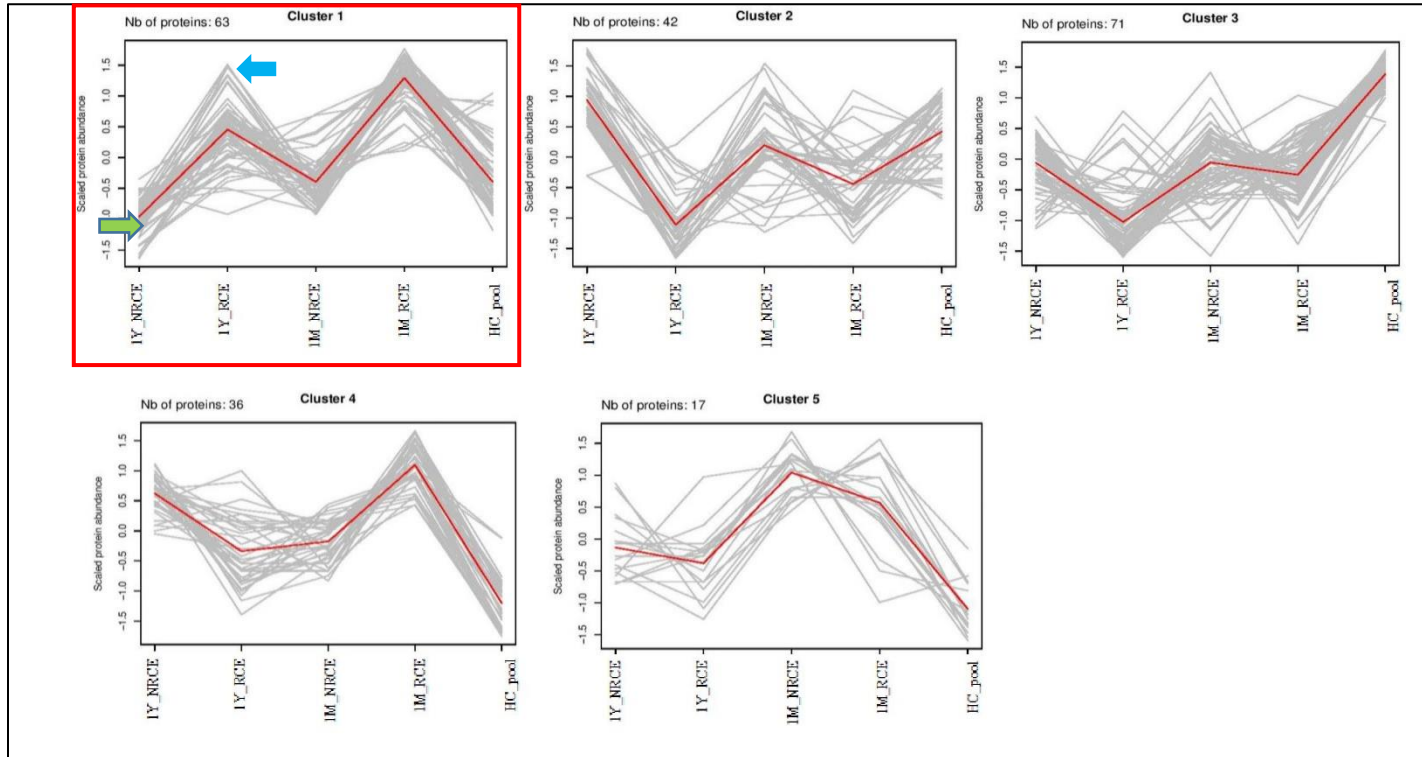 Nb of proteins: 63
Cluster 1
Scaled protein abundance
1.5
1.0
0.5
0.0
−0.5
−1.0
−1.5
1Y_NRCE
1Y_RCE
1M_NRCE
1M_RCE
HC_pool
Nb of proteins: 42
Cluster 2
Scaled protein abundance
1.5
1.0
0.5
0.0
−0.5
−1.0
−1.5
1Y_NRCE
1Y_RCE
1M_NRCE
1M_RCE
HC_pool
Nb of proteins: 71
Cluster 3
Scaled protein abundance
1.5
1.0
0.5
0.0
−0.5
−1.0
−1.5
1Y_NRCE
1Y_RCE
1M_NRCE
1M_RCE
HC_pool
Nb of proteins: 36
Cluster 4
Scaled protein abundance
1.5
1.0
0.5
0.0
−0.5
−1.0
−1.5
1Y_NRCE
1Y_RCE
1M_NRCE
1M_RCE
HC_pool
Nb of proteins: 17
Cluster 5
Scaled protein abundance
1.5
1.0
0.5
0.0
−0.5
−1.0
−1.5
1Y_NRCE
1Y_RCE
1M_NRCE
1M_RCE
HC_pool